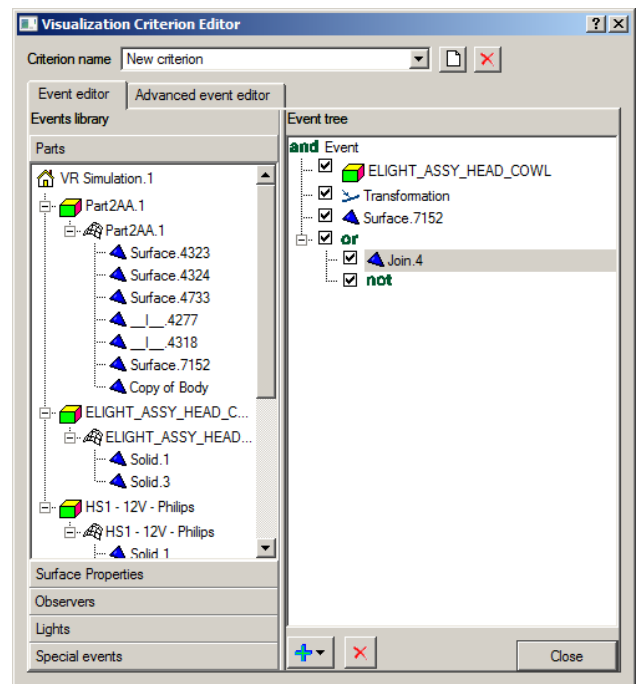 Visualization Criterion Editor
Criterion name New criterion
Event editor Advanced event editor
Events library
Parts
VR Simulation.1
Part2AA.1
Part2AA.1
Surface.4323
Surface.4324
Surface.4733
__I__.4277
__I__.4318
Surface.7152
Copy of Body
ELIGHT_ASSY_HEAD_C...
ELIGHT_ASSY_HEAD...
Solid.1
Solid.3
HS1 - 12V - Philips
HS1 - 12V - Philips
Solid.1
Surface Properties
Observers
Lights
Special events
Event tree
and Event
ELIGHT_ASSY_HEAD_COWL
Transformation
Surface.7152
or
Join.4
not
Close